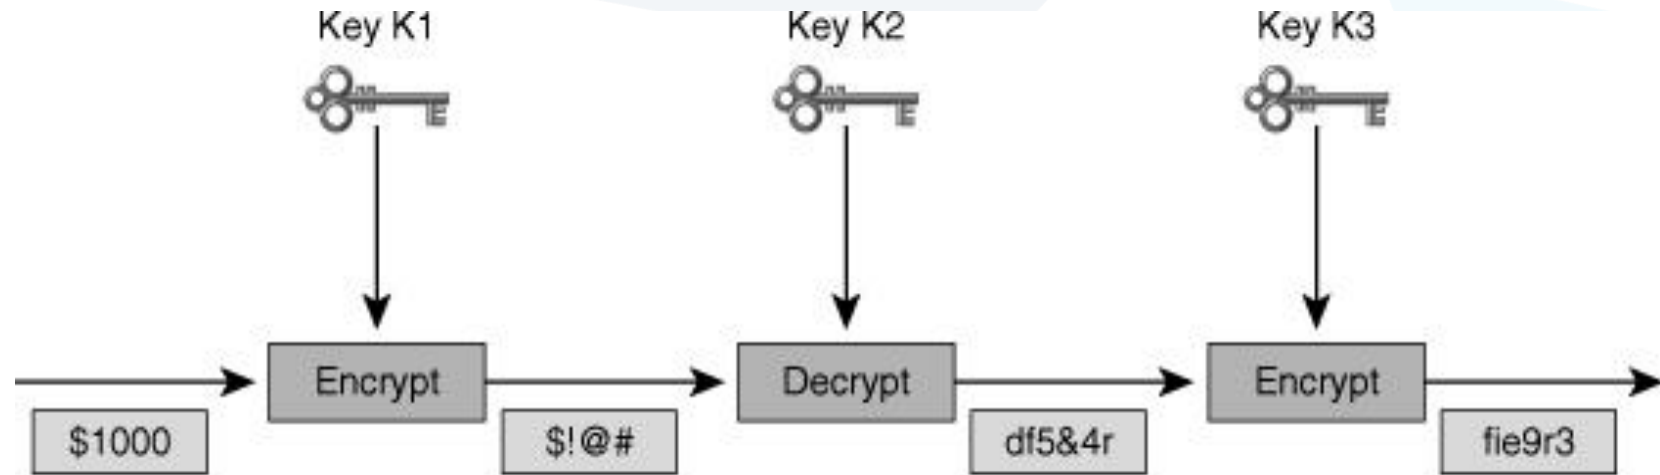 Key K1
Key K2
Key K3
Encrypt
Decrypt
Encrypt
$1000
$!@#
df5&4r
fie9r3